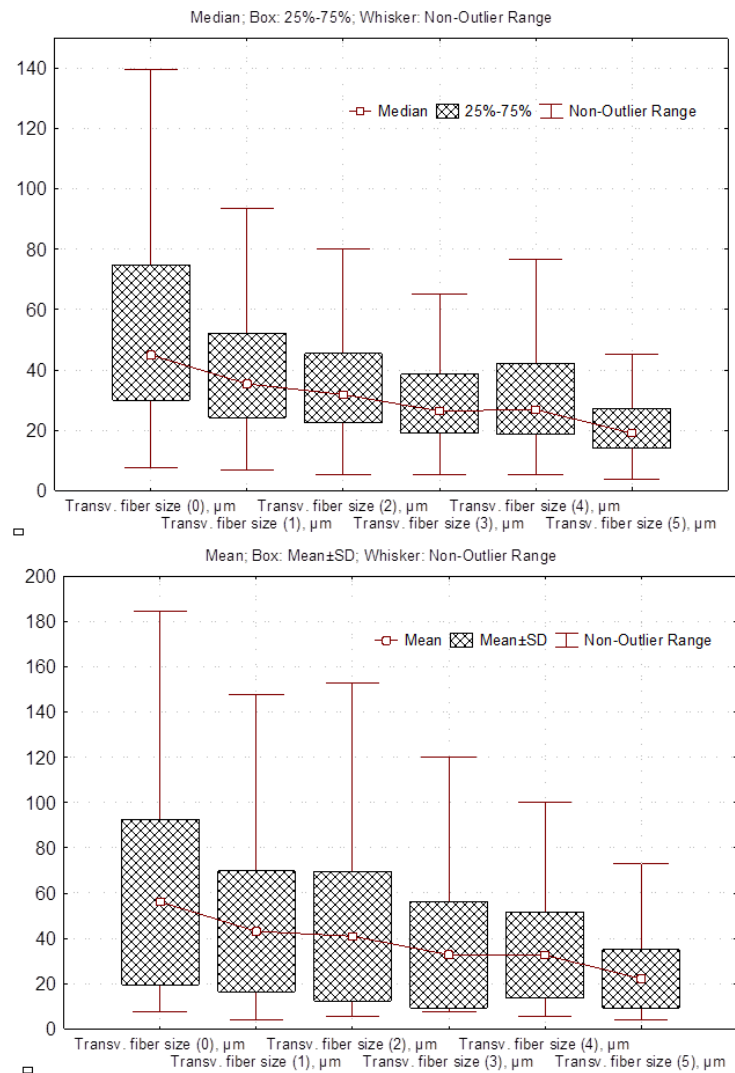 Median; Box: 25%-75%; Whisker: Non-Outlier Range
140
Median 25%-75% Non-Outlier Range
120
100
80
60
40
20
0
Transv. fiber size (0), µm Transv. fiber size (2), µm Transv. fiber size (4), µm
Transv. fiber size (1), µm Transv. fiber size (3), µm Transv. fiber size (5), µm
Mean; Box: Mean±SD; Whisker: Non-Outlier Range
200
180
Mean Mean±SD Non-Outlier Range
160
140
120
100
80
60
40
20
0
Transv. fiber size (0), µm Transv. fiber size (2), µm Transv. fiber size (4), µm
Transv. fiber size (1), µm Transv. fiber size (3), µm Transv. fiber size (5), µm